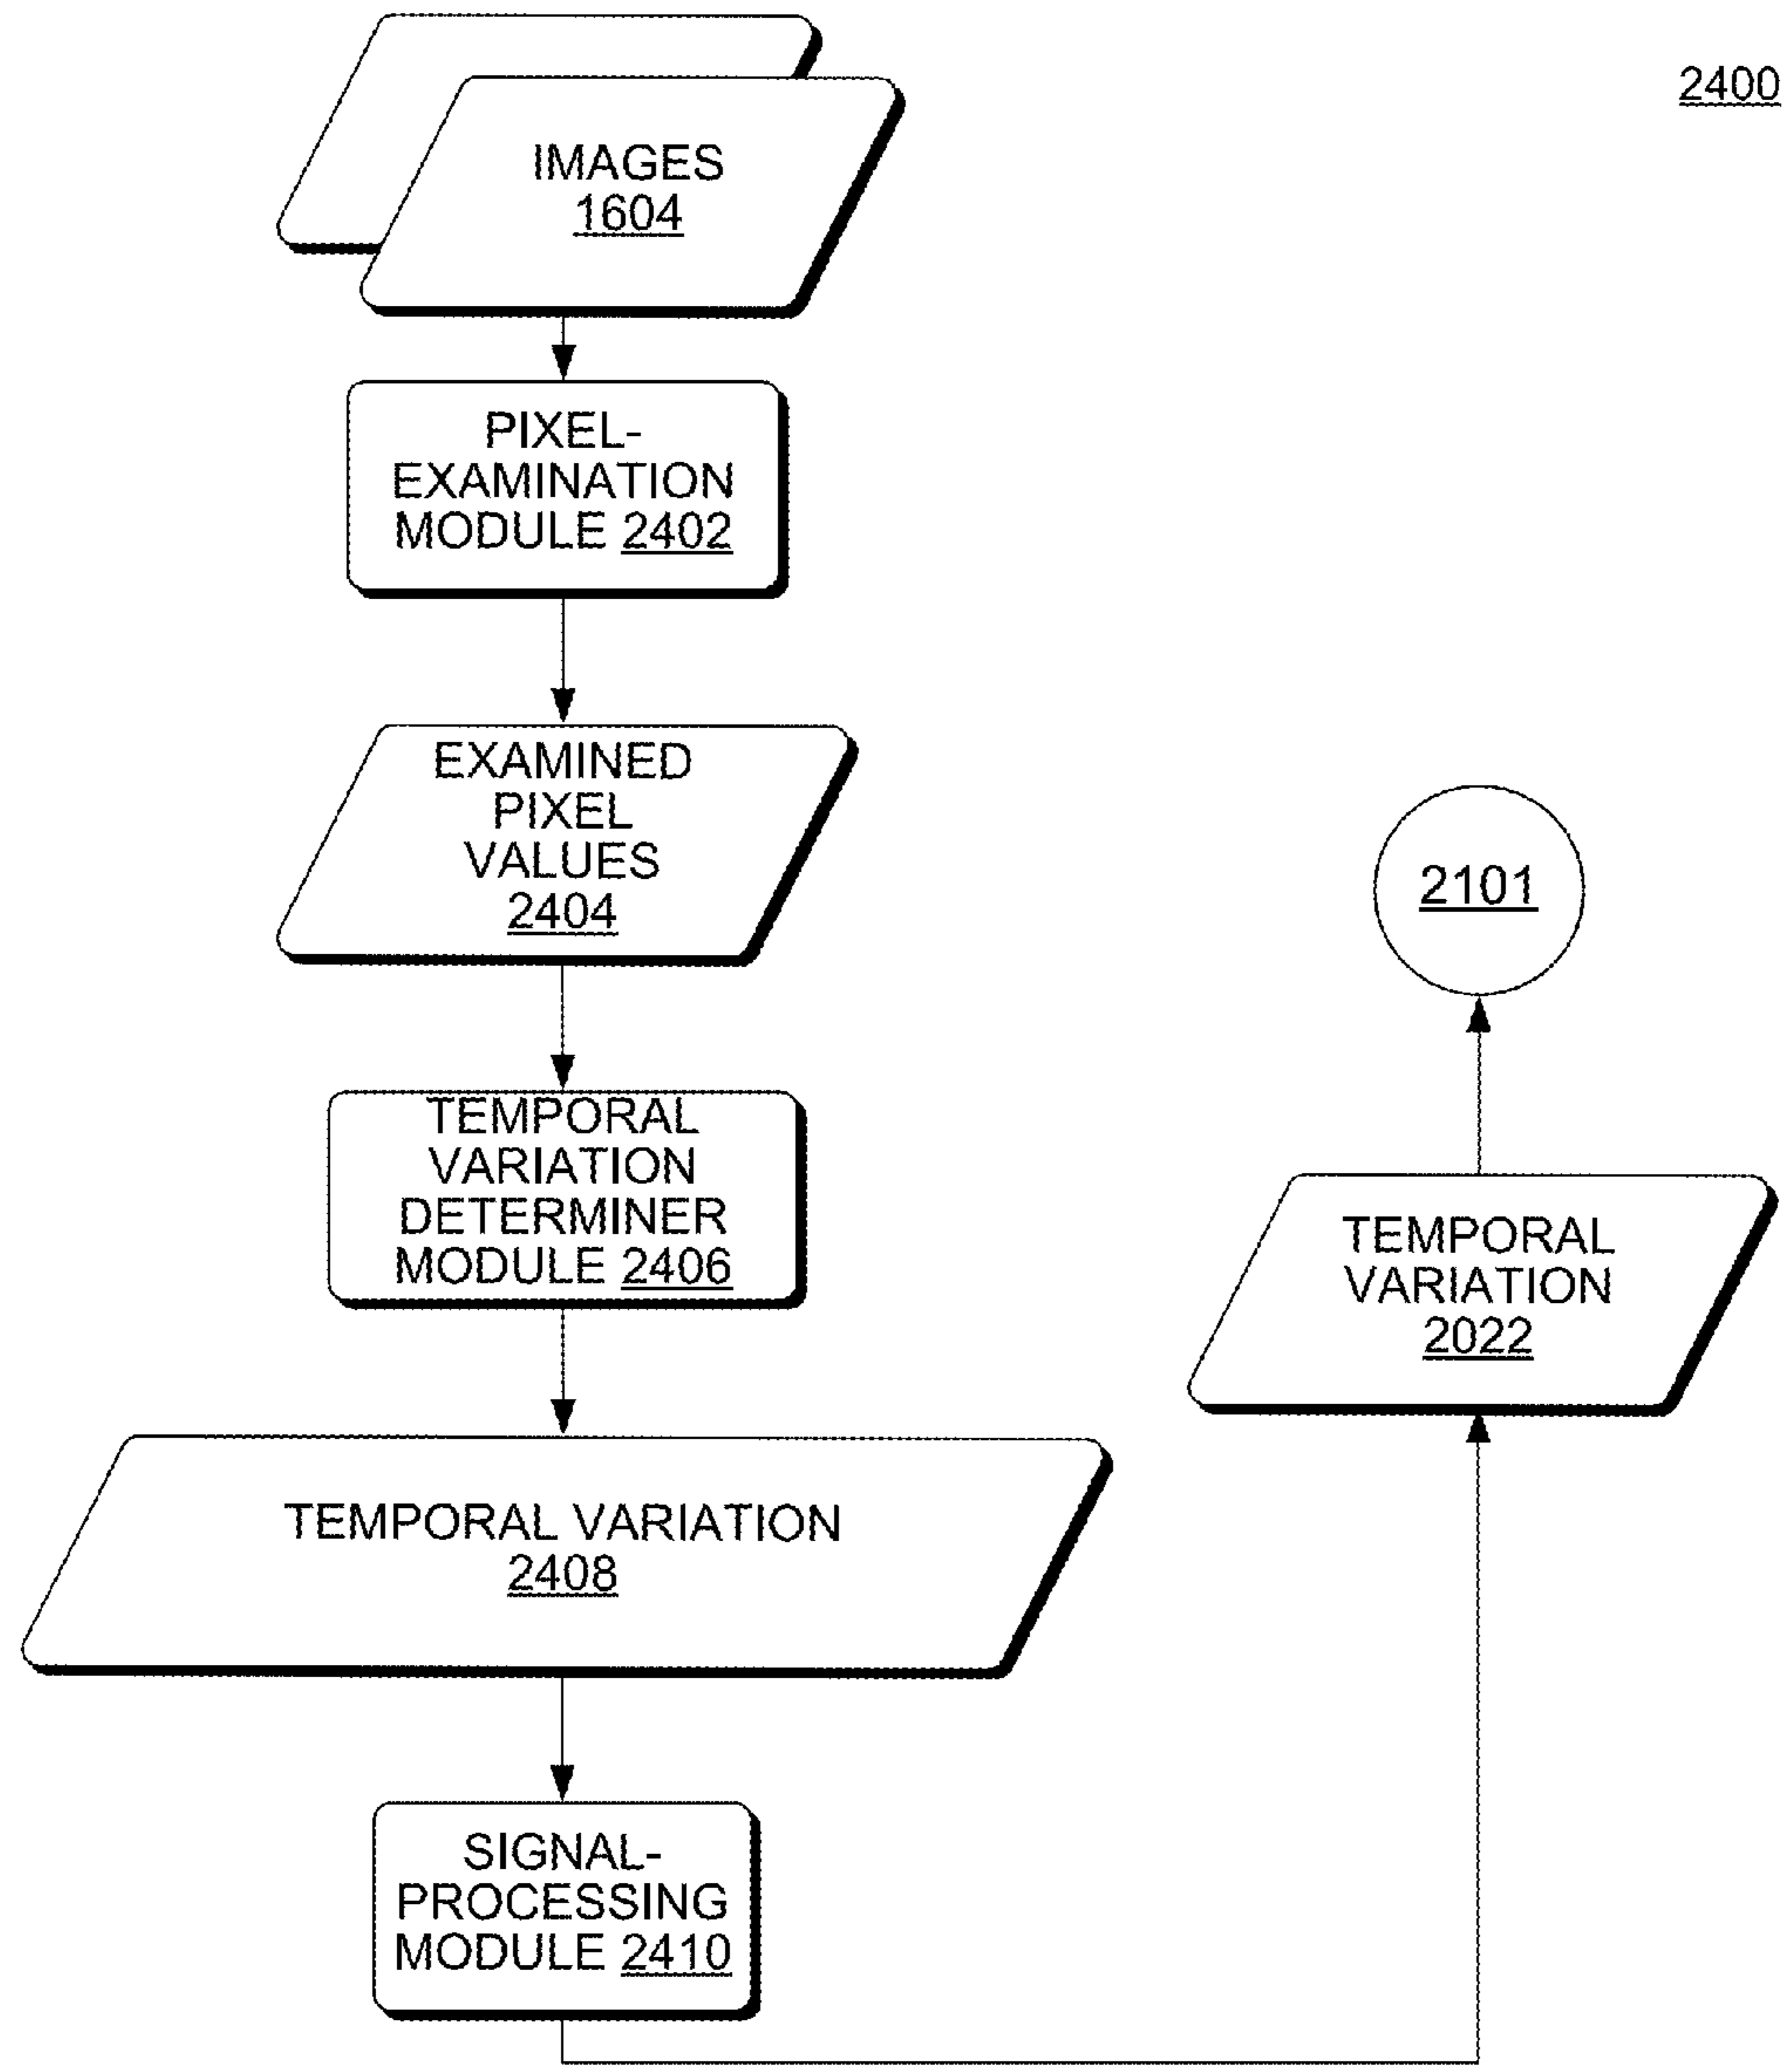 2400
IMAGES
1604
PIXEL-
EXAMINATION
MODULE 2402
EXAMINED
PIXEL
VALUES
2404
TEMPORAL
VARIATION
DETERMINER
MODULE 2406
TEMPORAL VARIATION
2408
SIGNAL-
PROCESSING
MODULE 2410
TEMPORAL
VARIATION
2022
2101